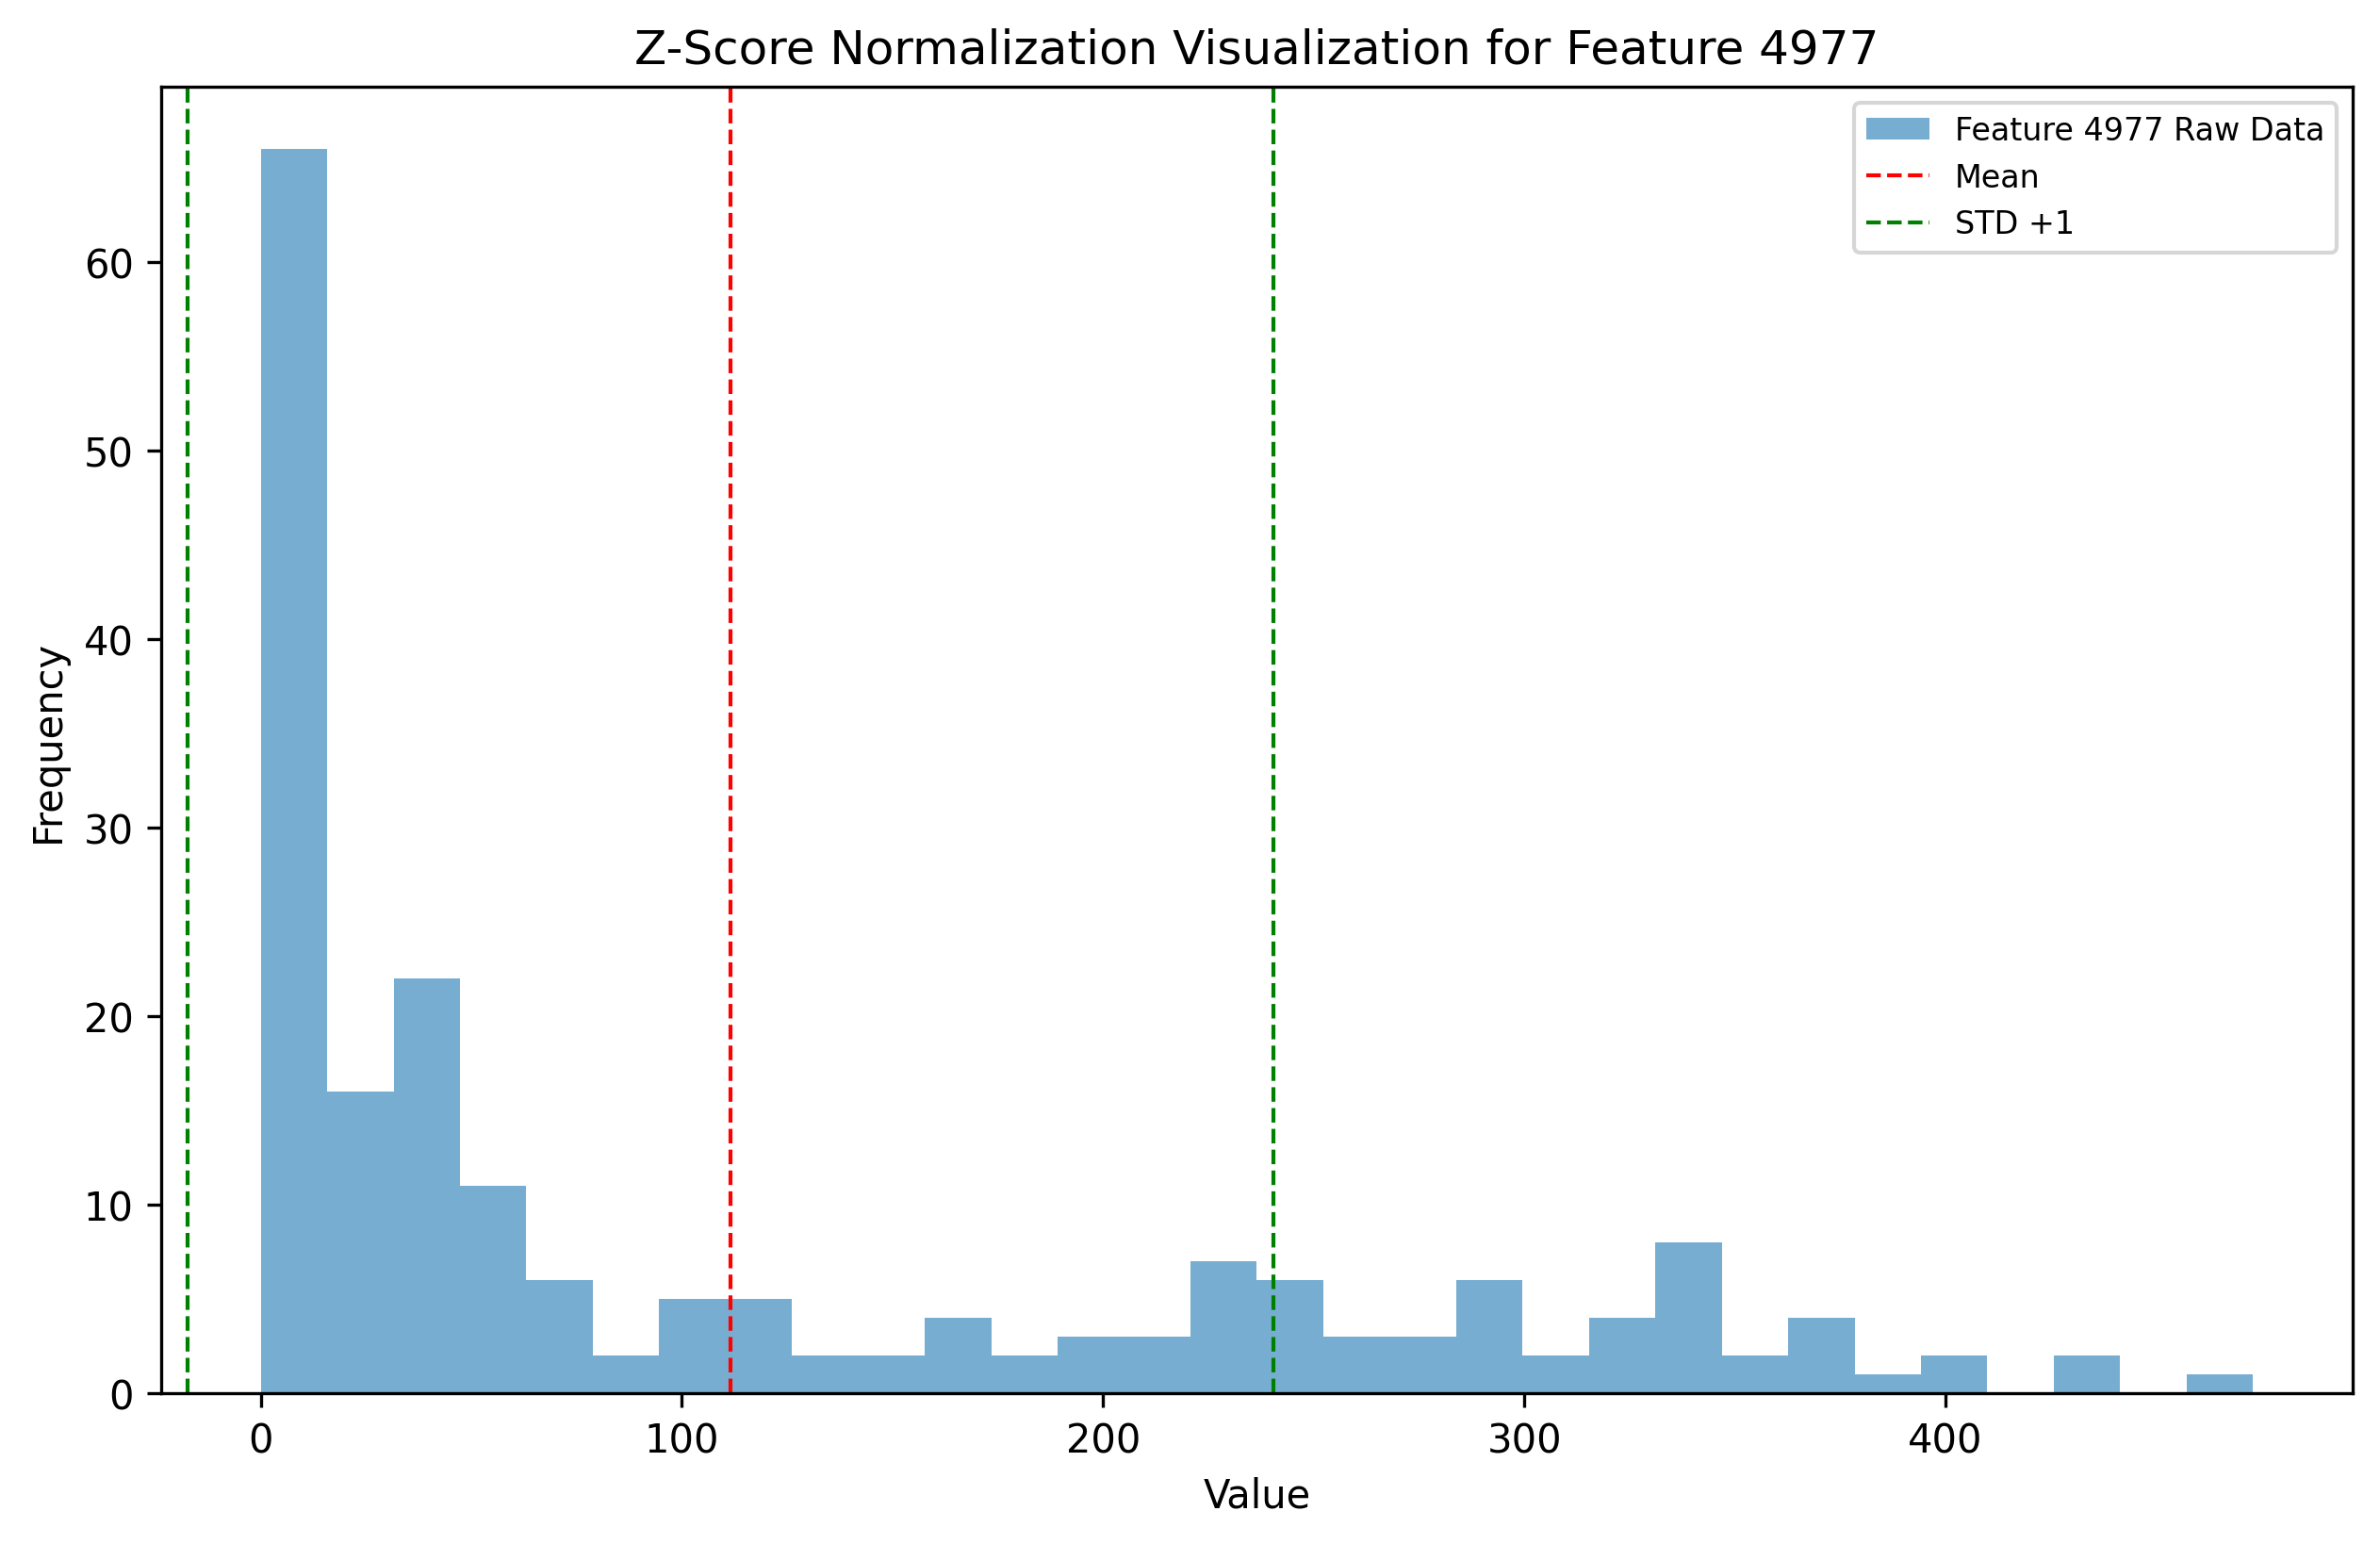 Z-Score Normalization Visualization for Feature 4977
Feature 4977 Raw Data
Mean
STD +1
60
50
40
30
20
10
0
Frequency
0 100 200 300 400
Value